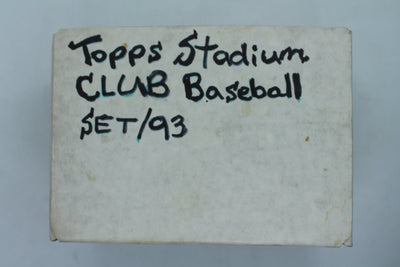 Topps Stadium
CLUB Baseball
SET/93